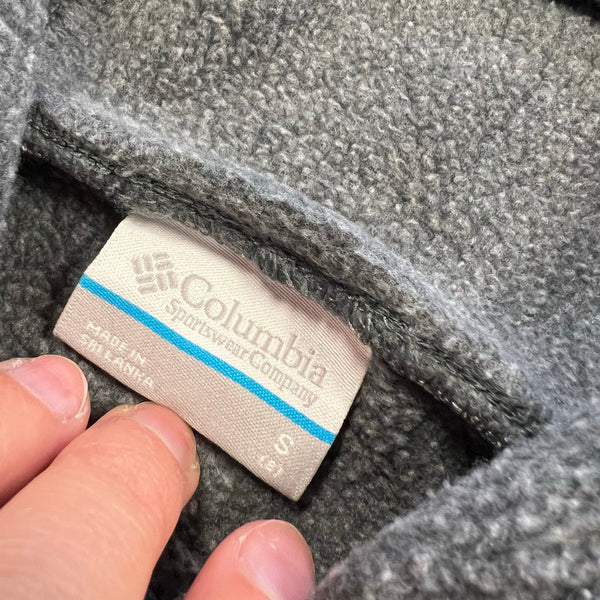 Columbia
Sportswear Company
MADE IN
SRI LANKA
S